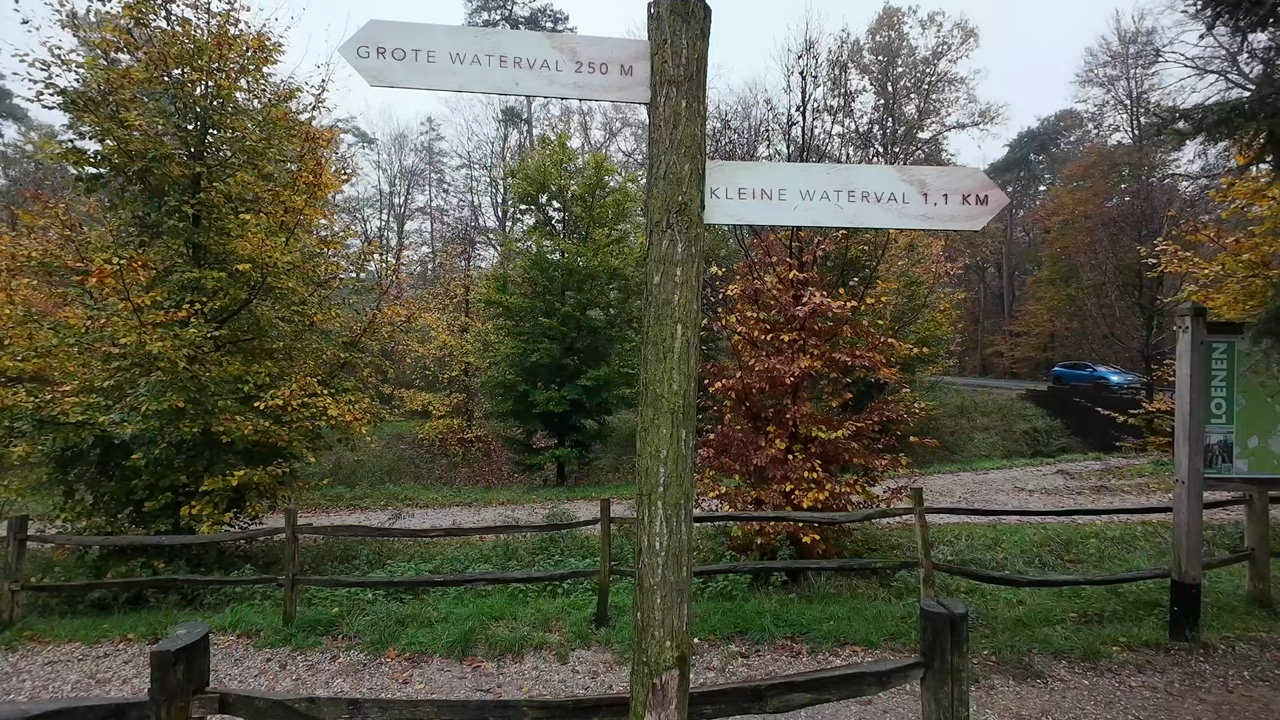 GROTE WATERVAL 250 M
KLEINE WATERVAL 1,1 KM
LOENEN